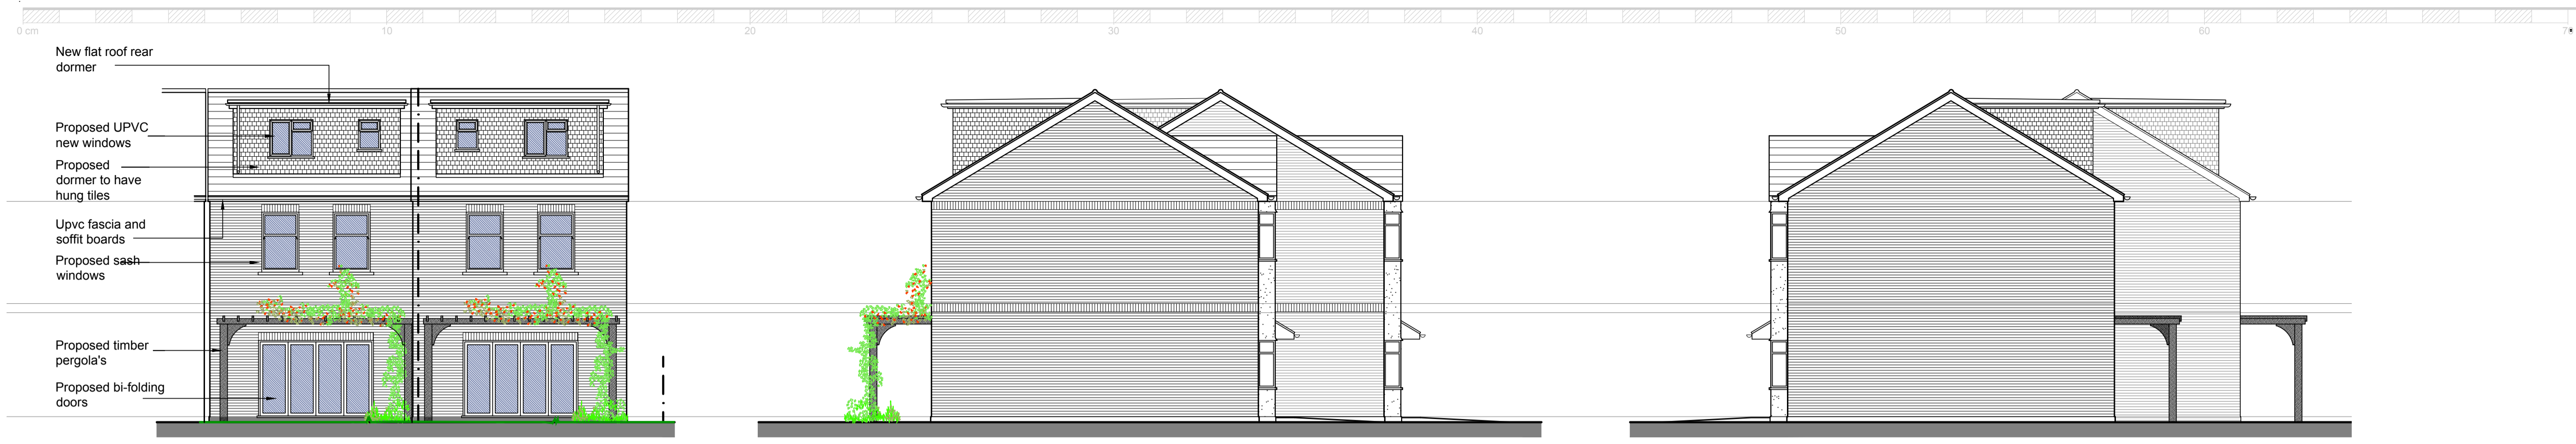 0 cm
10
20
30
40
50
60
New flat roof rear
dormer
Proposed UPVC
new windows
Proposed
dormer to have
hung tiles
Upvc fascia and
soffit boards
Proposed sash
windows
Proposed timber
pergola's
Proposed bi-folding
doors